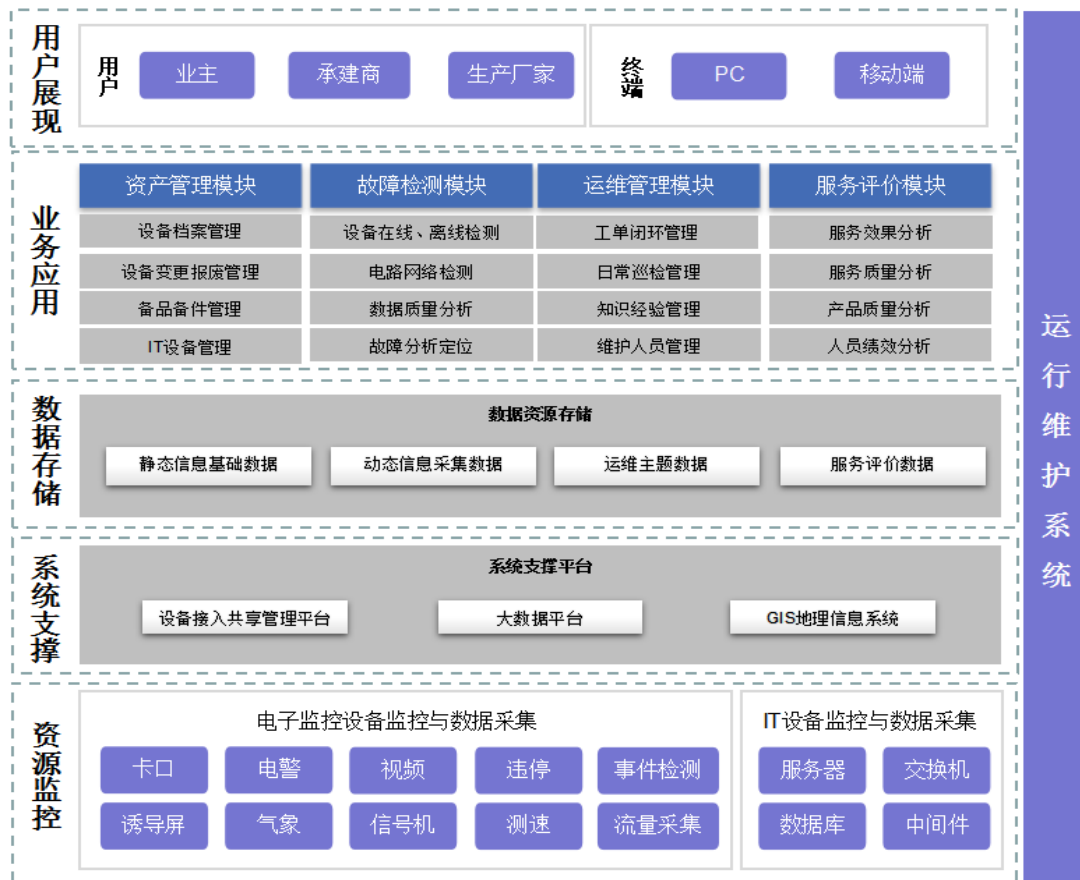 用户展现
用户
业主
承建商
生产厂家
终端
PC
移动端
业务应用
资产管理模块
故障检测模块
运维管理模块
服务评价模块
设备档案管理
设备在线、离线检测
工单闭环管理
服务效果分析
设备变更报废管理
电路网络检测
日常巡检管理
服务质量分析
备品备件管理
数据质量分析
知识经验管理
产品质量分析
IT设备管理
故障分析定位
维护人员管理
人员绩效分析
数据存储
数据资源存储
静态信息基础数据
动态信息采集数据
运维主题数据
服务评价数据
系统支撑
系统支撑平台
设备接入共享管理平台
大数据平台
GIS地理信息系统
资源监控
电子监控设备监控与数据采集
卡口
电警
视频
违停
事件检测
诱导屏
气象
信号机
测速
流量采集
IT设备监控与数据采集
服务器
交换机
数据库
中间件
运行维护系统